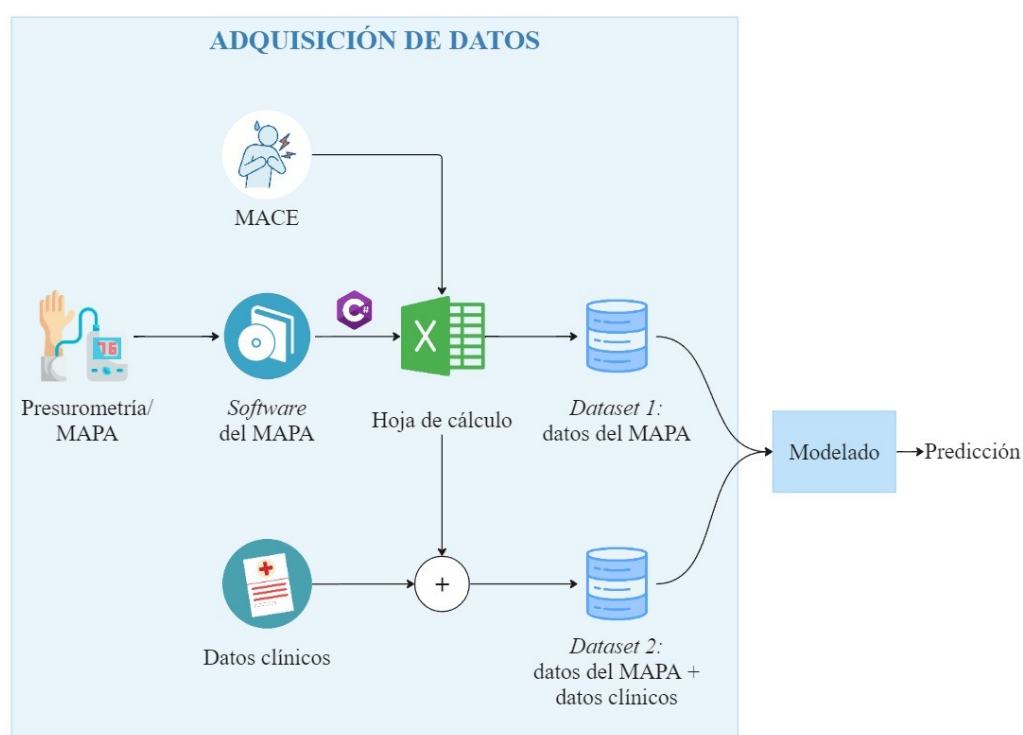 ADQUISICIÓN DE DATOS
MACE
76
C#
X
Presurometría/
MAPA
Software
del MAPA
Hoja de cálculo
Dataset 1:
datos del MAPA
Modelado
Predicción
+
Datos clínicos
Dataset 2:
datos del MAPA +
datos clínicos